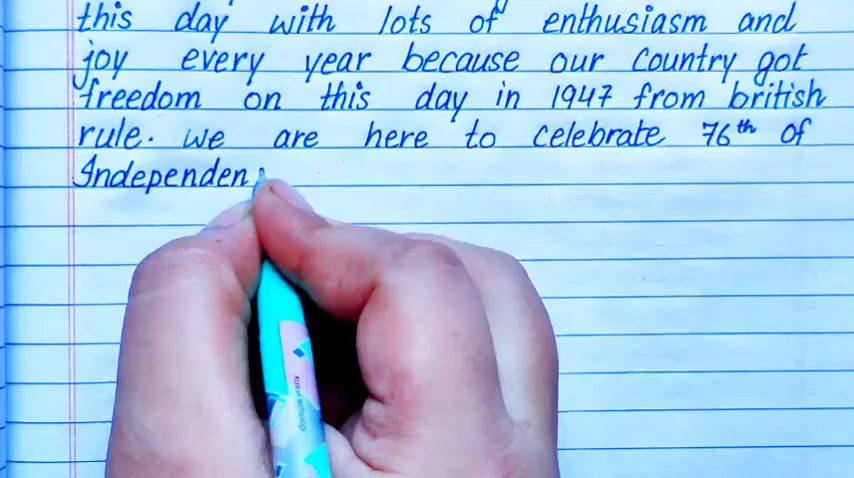 this day with lots of enthusiasm and
joy every year because our country got
freedom on this day in 1947 from british
rule. we are here to celebrate 76th of
Independen